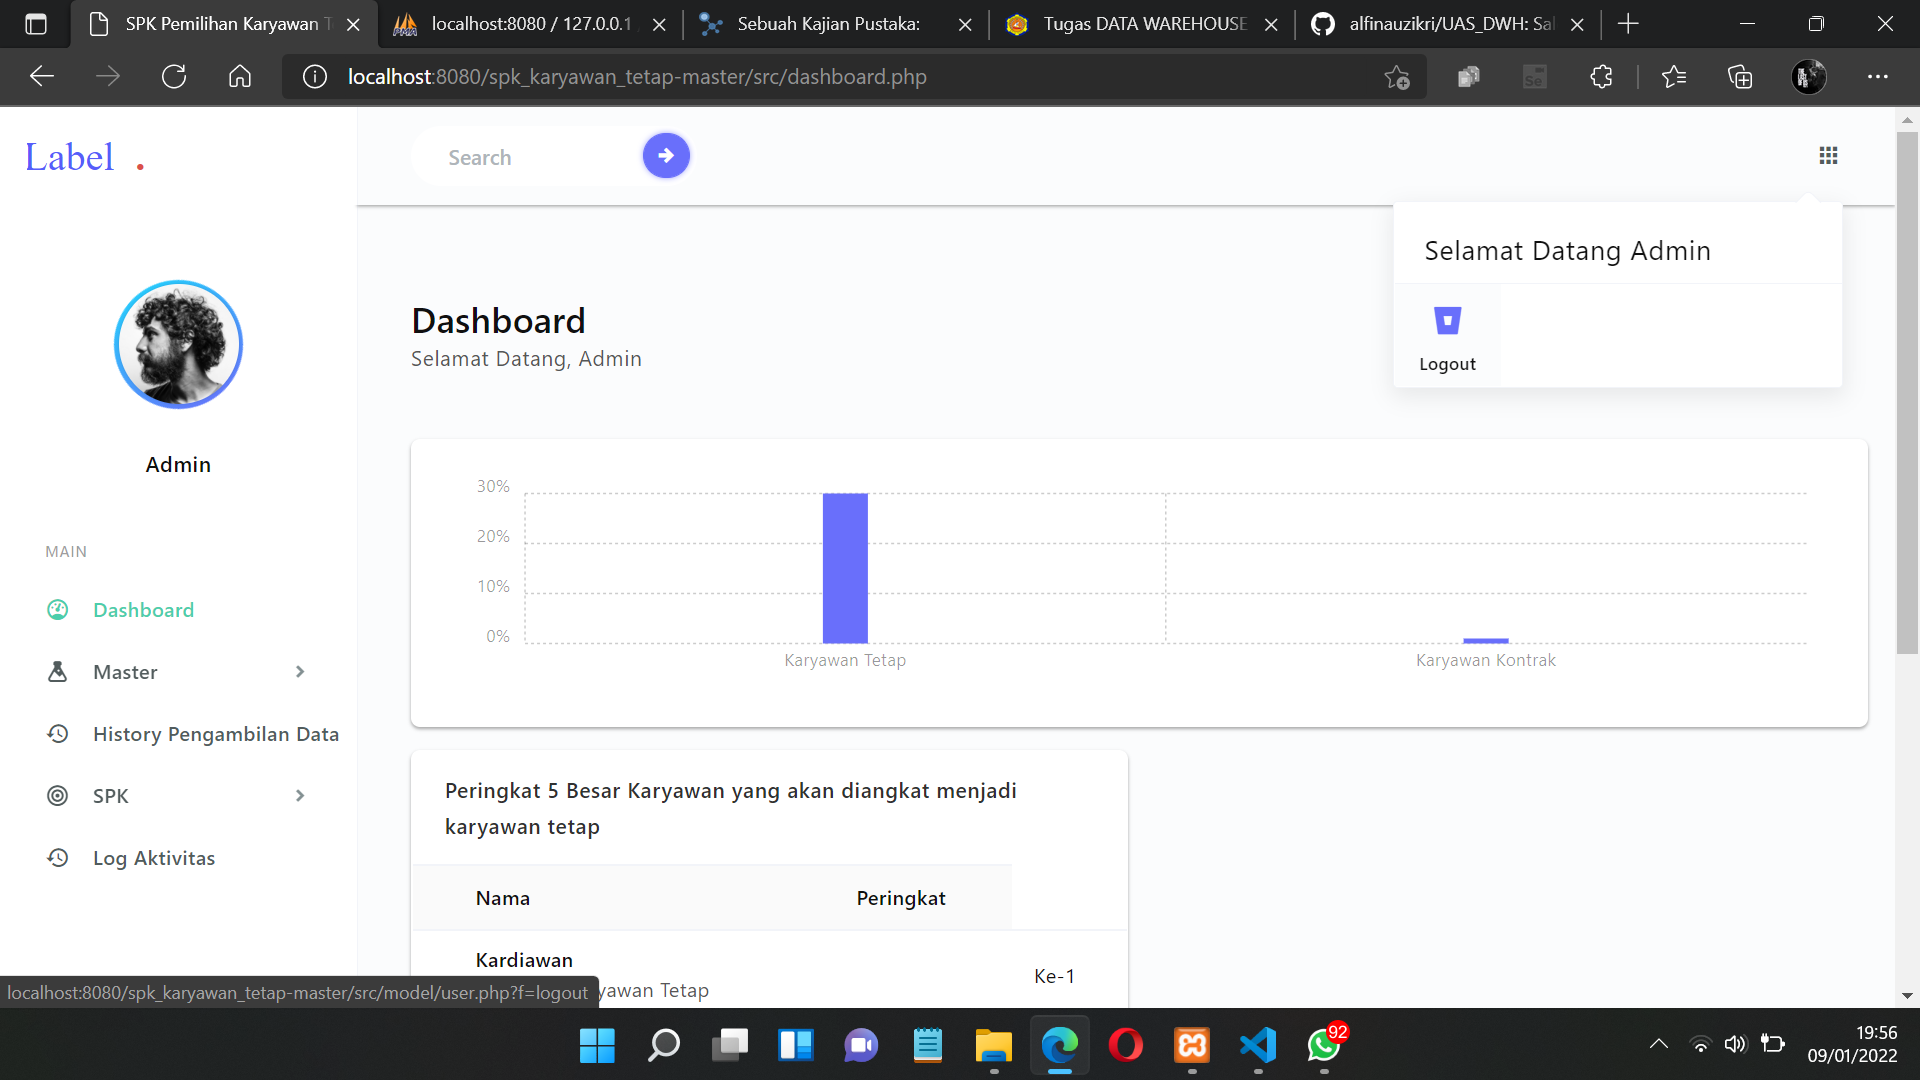 SPK Pemilihan Karyawan T
localhost:8080 / 127.0.0.1
Sebuah Kajian Pustaka:
Tugas DATA WAREHOUSE
alfinauzikri/UAS_DWH: Sal
localhost:8080/spk_karyawan_tetap-master/src/dashboard.php
Label .
Search
Selamat Datang Admin
Logout
Dashboard
Selamat Datang, Admin
Admin
MAIN
Dashboard
Master
History Pengambilan Data
SPK
Log Aktivitas
30%
20%
10%
0%
Karyawan Tetap
Karyawan Kontrak
Peringkat 5 Besar Karyawan yang akan diangkat menjadi
karyawan tetap
Nama
Peringkat
Kardiawan
yawan Tetap
Ke-1
localhost:8080/spk_karyawan_tetap-master/src/model/user.php?f=logout
92
19:56
09/01/2022